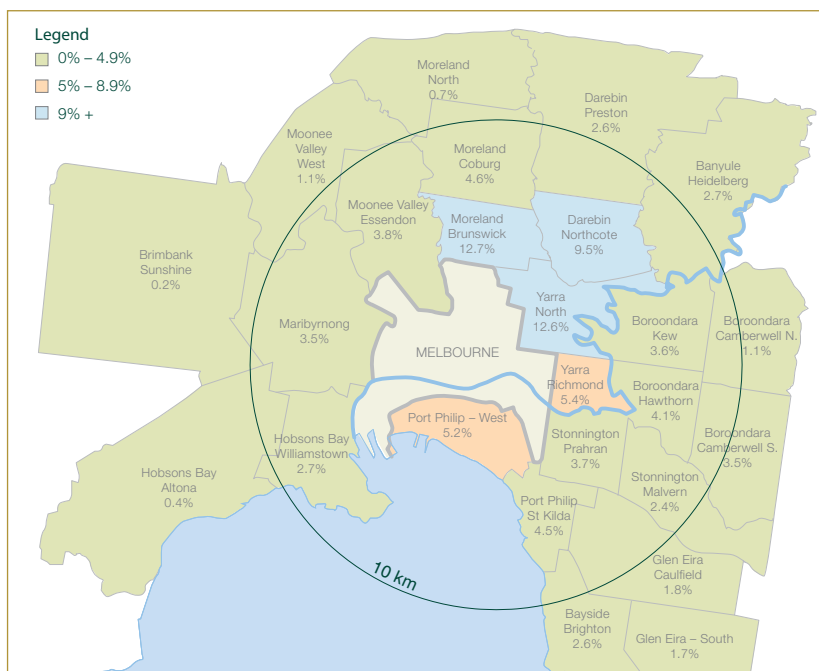 Legend
0% – 4.9%
5% – 8.9%
9% +
Moreland
North
0.7%
Darebin
Preston
2.6%
Moonee
Valley
West
1.1%
Moreland
Coburg
4.6%
Banyule
Heidelberg
2.7%
Moonee Valley
Essendon
3.8%
Moreland
Brunswick
12.7%
Darebin
Northcote
9.5%
Brimbank
Sunshine
0.2%
Maribyrnong
3.5%
Yarra
North
12.6%
Boroondara
Kew
3.6%
Boroondara
Camberwell N.
1.1%
MELBOURNE
Yarra
Richmond
5.4%
Boroondara
Hawthorn
4.1%
Port Philip – West
5.2%
Hobsons Bay
Williamstown
2.7%
Stonnington
Prahran
3.7%
Boroondara
Camberwell S.
3.5%
Hobsons Bay
Altona
0.4%
Stonnington
Malvern
2.4%
Port Philip
St Kilda
4.5%
Glen Eira
Caulfield
1.8%
10 km
Bayside
Brighton
2.6%
Glen Eira – South
1.7%